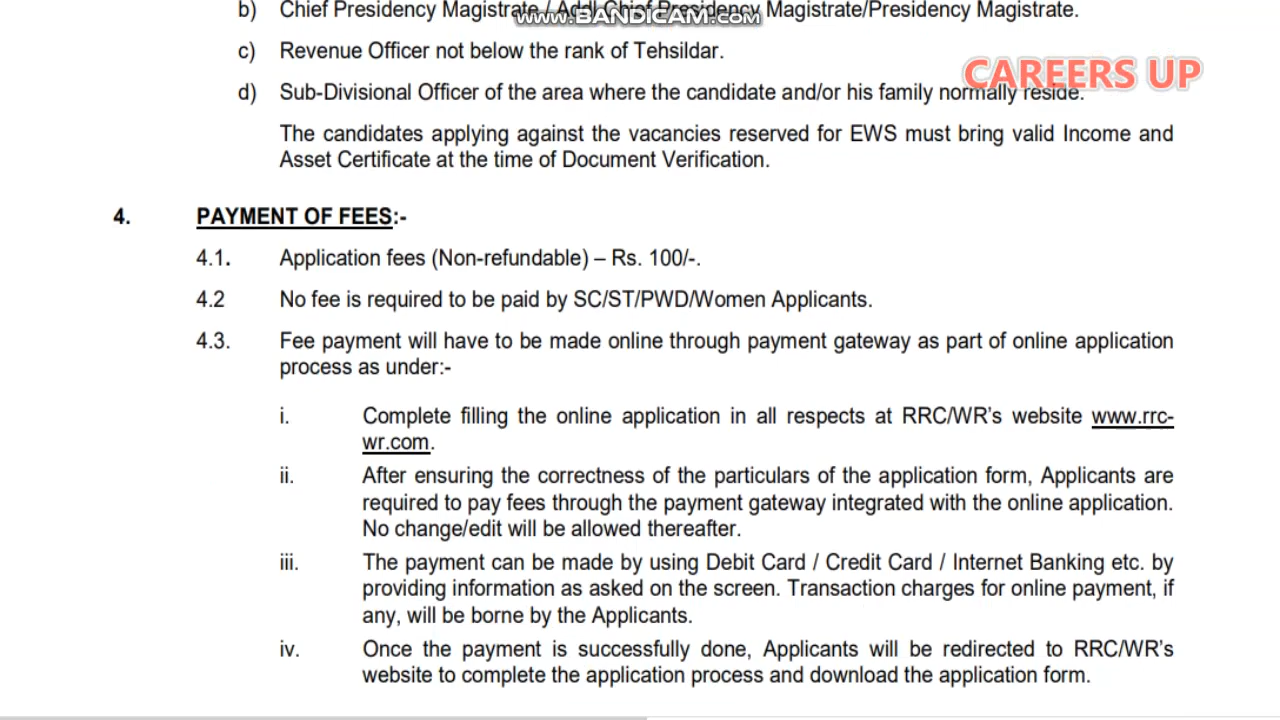 b) Chief Presidency Magistrate / Addl Chief Presidency Magistrate/Presidency Magistrate.
www.BANDICAM.com
c) Revenue Officer not below the rank of Tehsildar.
CAREERS UP
d) Sub-Divisional Officer of the area where the candidate and/or his family normally reside.
The candidates applying against the vacancies reserved for EWS must bring valid Income and
Asset Certificate at the time of Document Verification.
4. PAYMENT OF FEES:-
4.1. Application fees (Non-refundable) – Rs. 100/-.
4.2 No fee is required to be paid by SC/ST/PWD/Women Applicants.
4.3. Fee payment will have to be made online through payment gateway as part of online application
process as under:-
i. Complete filling the online application in all respects at RRC/WR's website www.rrc-
wr.com.
ii. After ensuring the correctness of the particulars of the application form, Applicants are
required to pay fees through the payment gateway integrated with the online application.
No change/edit will be allowed thereafter.
iii. The payment can be made by using Debit Card / Credit Card / Internet Banking etc. by
providing information as asked on the screen. Transaction charges for online payment, if
any, will be borne by the Applicants.
iv. Once the payment is successfully done, Applicants will be redirected to RRC/WR's
website to complete the application process and download the application form.